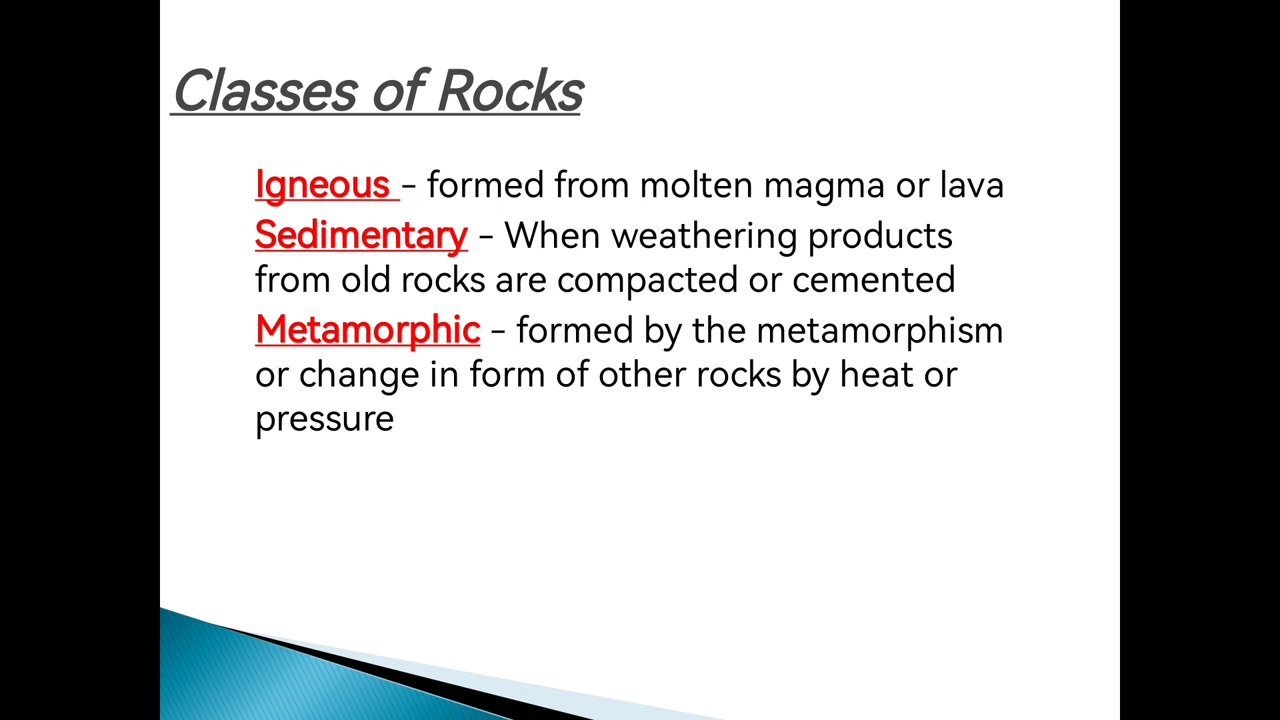 Classes of Rocks
Igneous - formed from molten magma or lava
Sedimentary - When weathering products
from old rocks are compacted or cemented
Metamorphic - formed by the metamorphism
or change in form of other rocks by heat or
pressure